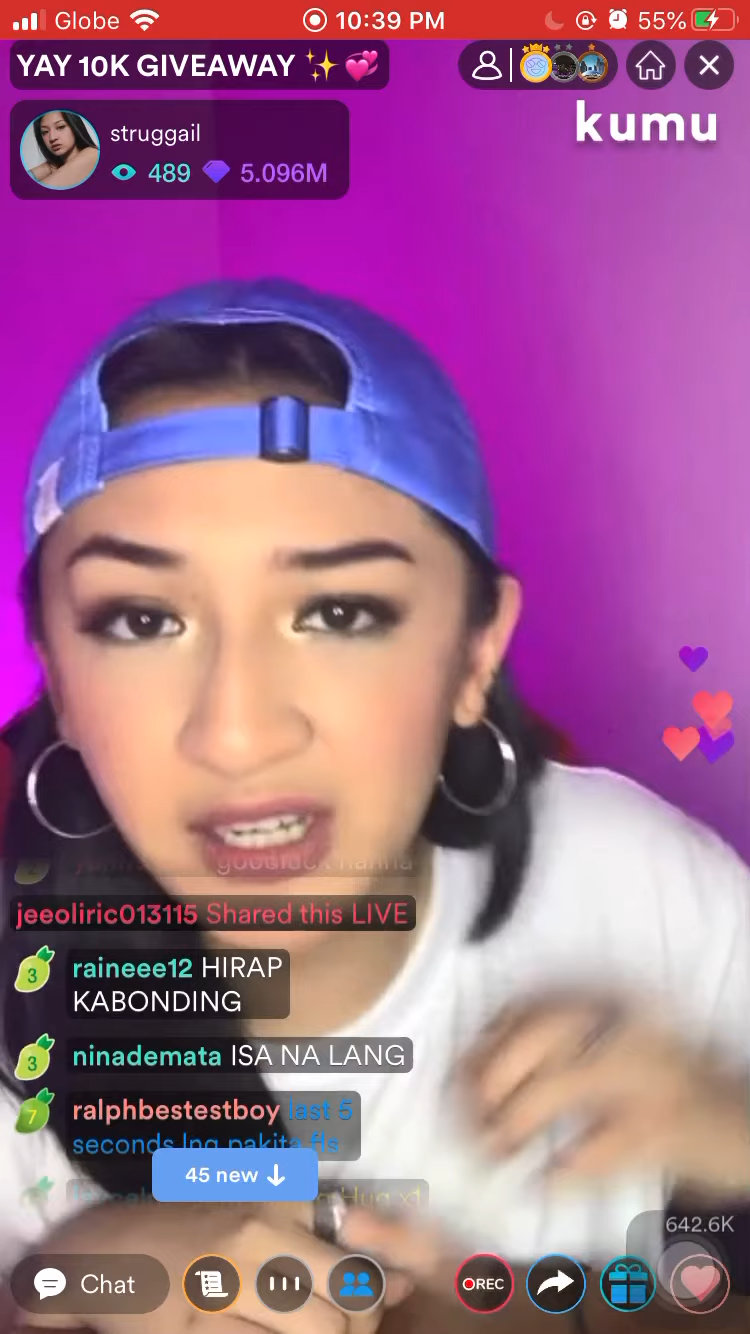 Globe 10:39 PM 55%
YAY 10K GIVEAWAY ✨💞
kumu
struggail
489 5.096M
jeeoliric013115 Shared this LIVE
3 raineee12 HIRAP
KABONDING
3 ninademata ISA NA LANG
7 ralphbestestboy last 5
seconds lng pakita fls
45 new ↓
642.6K
Chat REC